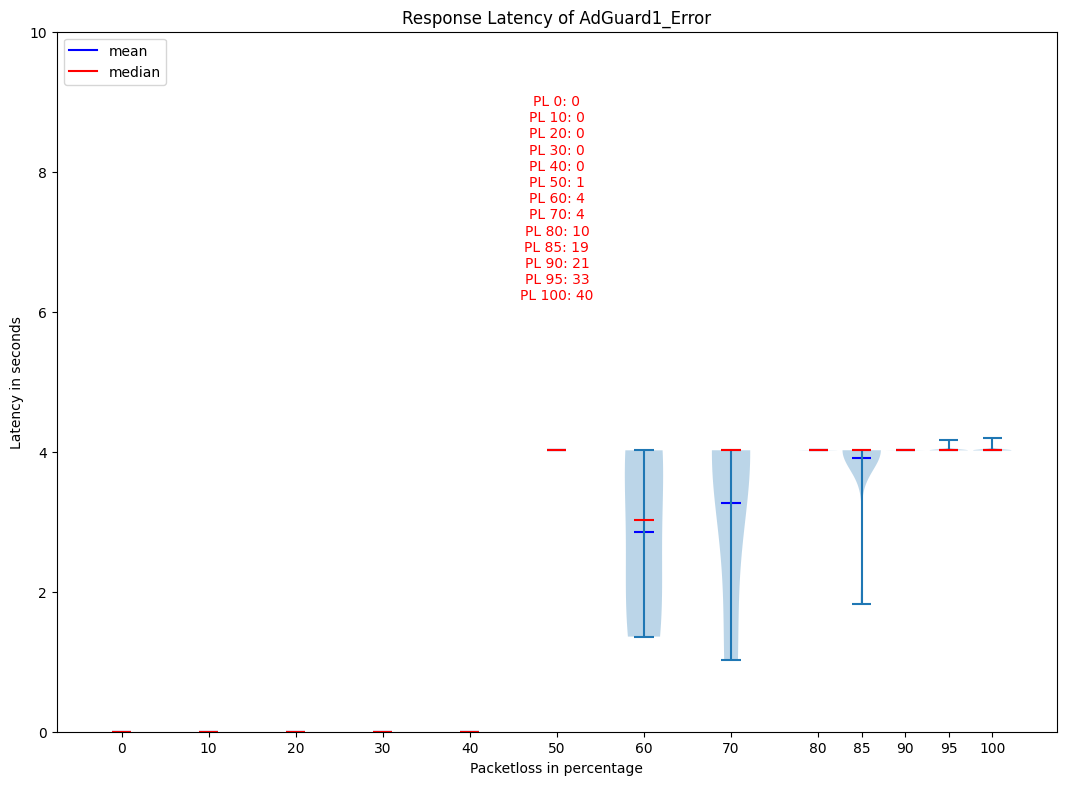 Response Latency of AdGuard1_Error
mean
median
PL 0: 0
PL 10: 0
PL 20: 0
PL 30: 0
PL 40: 0
PL 50: 1
PL 60: 4
PL 70: 4
PL 80: 10
PL 85: 19
PL 90: 21
PL 95: 33
PL 100: 40
Latency in seconds
10
8
6
4
2
0
0 10 20 30 40 50 60 70 80 85 90 95 100
Packetloss in percentage